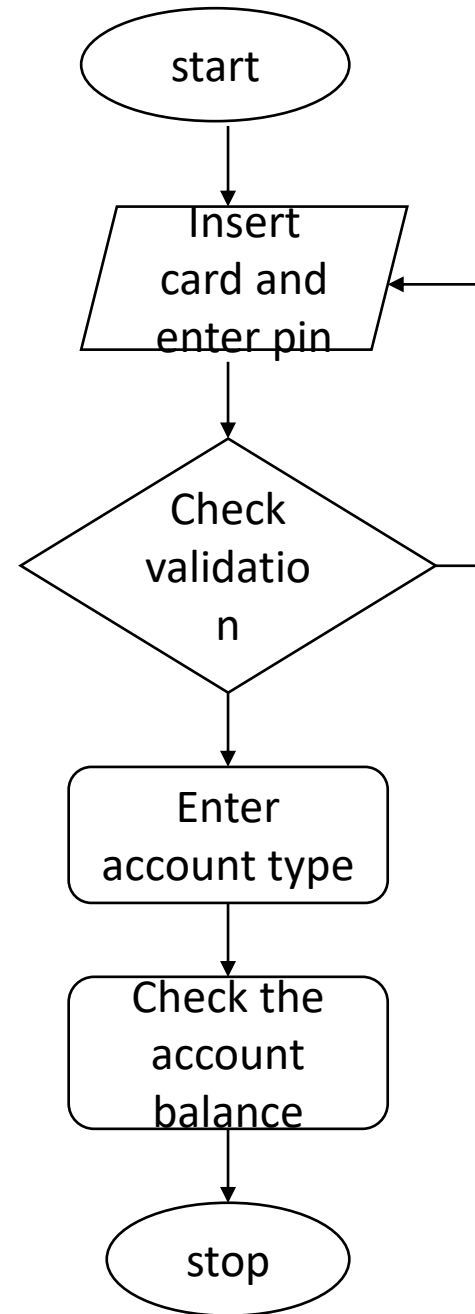 start
Insert
card and
enter pin
Check
validatio
n
Enter
account type
Check the
account
balance
stop